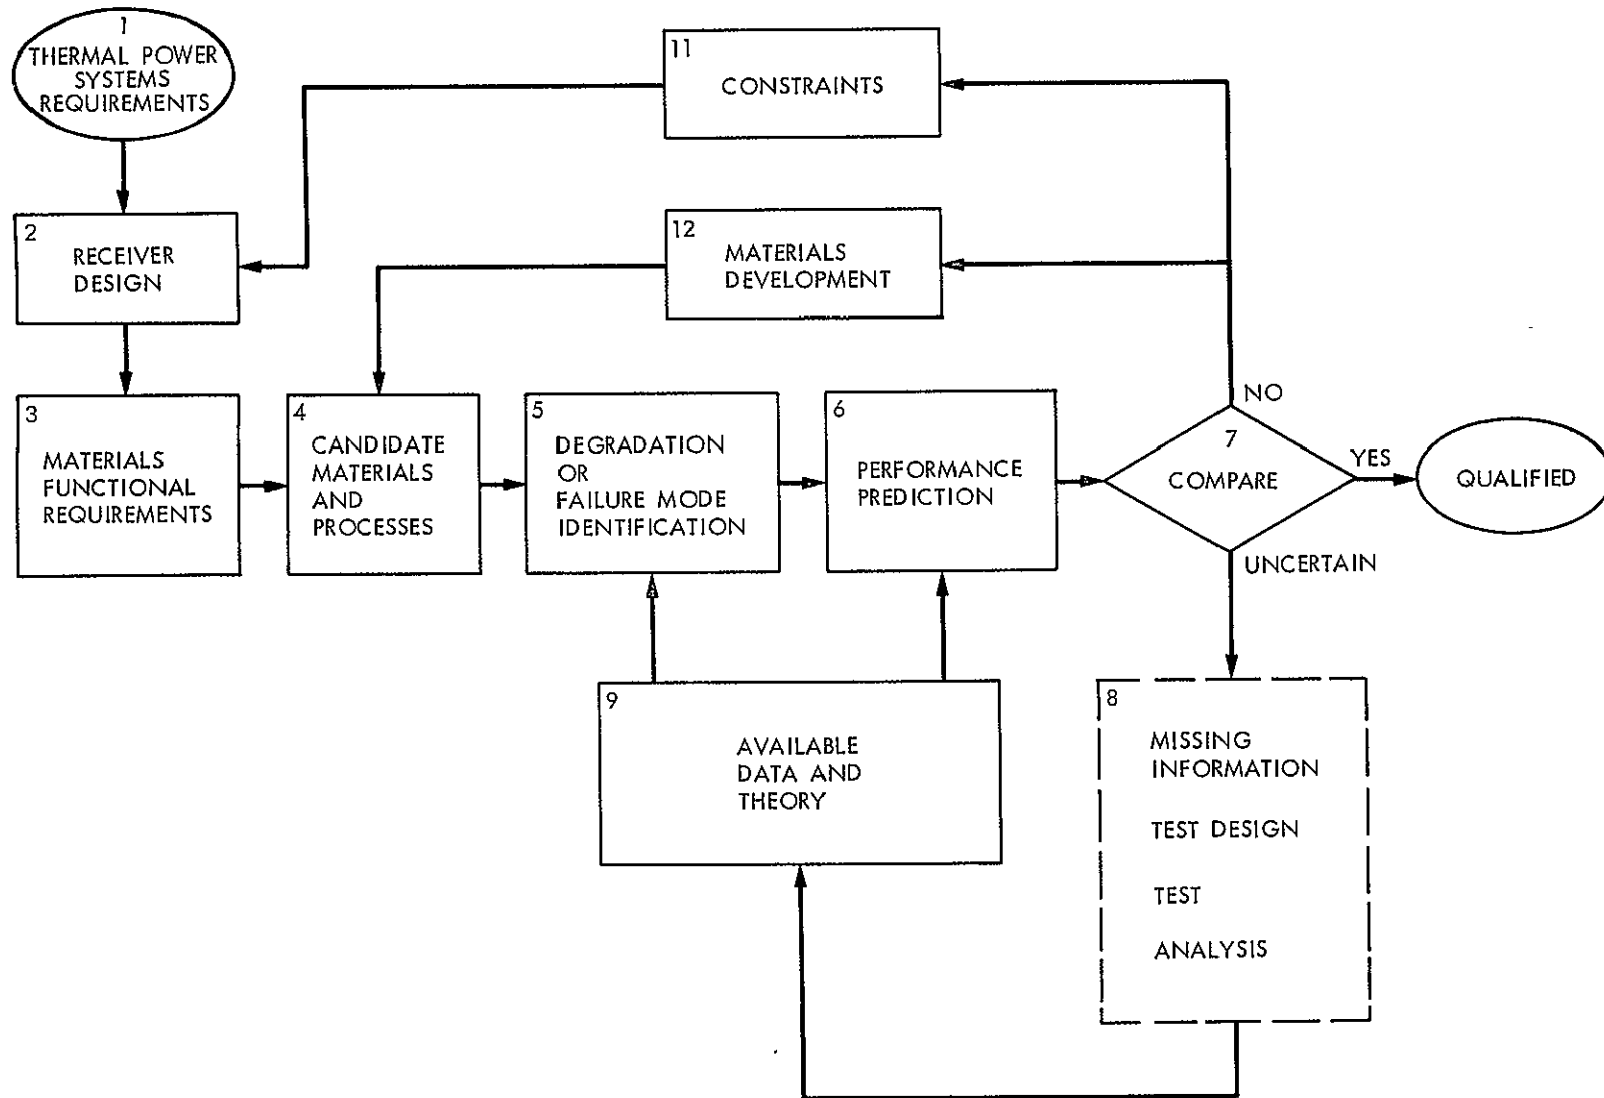 1
THERMAL POWER
SYSTEMS
REQUIREMENTS
11
CONSTRAINTS
2
RECEIVER
DESIGN
12
MATERIALS
DEVELOPMENT
3
MATERIALS
FUNCTIONAL
REQUIREMENTS
4
CANDIDATE
MATERIALS
AND
PROCESSES
5
DEGRADATION
OR
FAILURE MODE
IDENTIFICATION
6
PERFORMANCE
PREDICTION
NO
7
COMPARE
YES
QUALIFIED
UNCERTAIN
9
AVAILABLE
DATA AND
THEORY
8
MISSING
INFORMATION
TEST DESIGN
TEST
ANALYSIS